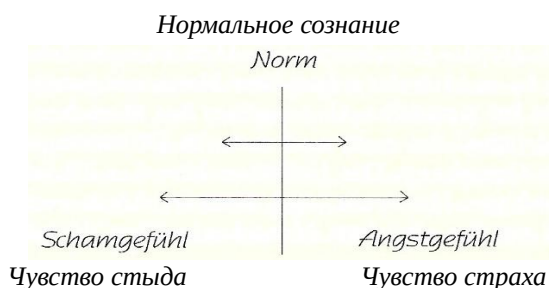 Нормальное сознание
Norm
Schamgefühl Angstgefühl
Чувство стыда Чувство страха